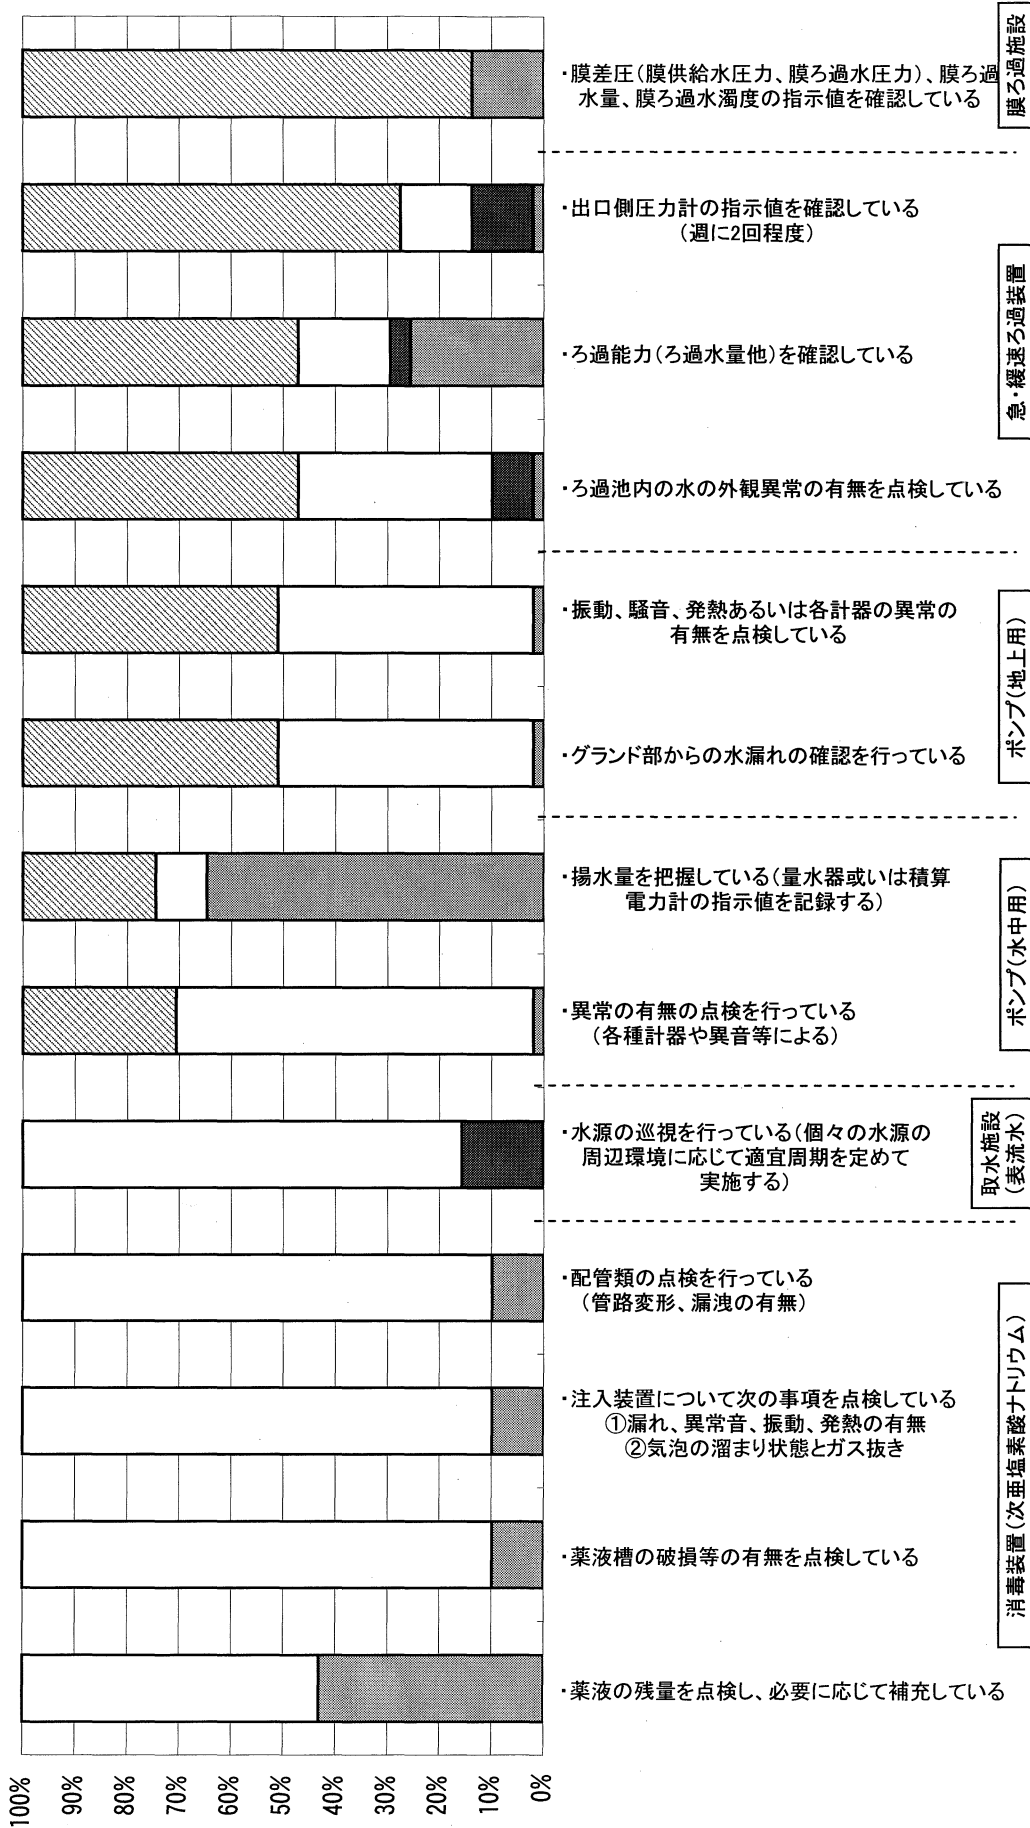 膜ろ過施設
・膜差圧(膜供給水圧力、膜ろ過水圧力)、膜ろ過
水量、膜ろ過水濁度の指示値を確認している
急・緩速ろ過装置
・出口側圧力計の指示値を確認している
(週に2回程度)
・ろ過能力(ろ過水量他)を確認している
・ろ過池内の水の外観異常の有無を点検している
ポンプ(地上用)
・振動、騒音、発熱あるいは各計器の異常の
有無を点検している
・グランド部からの水漏れの確認を行っている
ポンプ(水中用)
・揚水量を把握している(量水器或いは積算
電力計の指示値を記録する)
・異常の有無の点検を行っている
(各種計器や異音等による)
取水施設
(表流水)
・水源の巡視を行っている(個々の水源の
周辺環境に応じて適宜周期を定めて
実施する)
消毒装置(次亜塩素酸ナトリウム)
・配管類の点検を行っている
(管路変形、漏洩の有無)
・注入装置について次の事項を点検している
①漏れ、異常音、振動、発熱の有無
②気泡の溜まり状態とガス抜き
・薬液槽の破損等の有無を点検している
・薬液の残量を点検し、必要に応じて補充している
100%
90%
80%
70%
60%
50%
40%
30%
20%
10%
0%